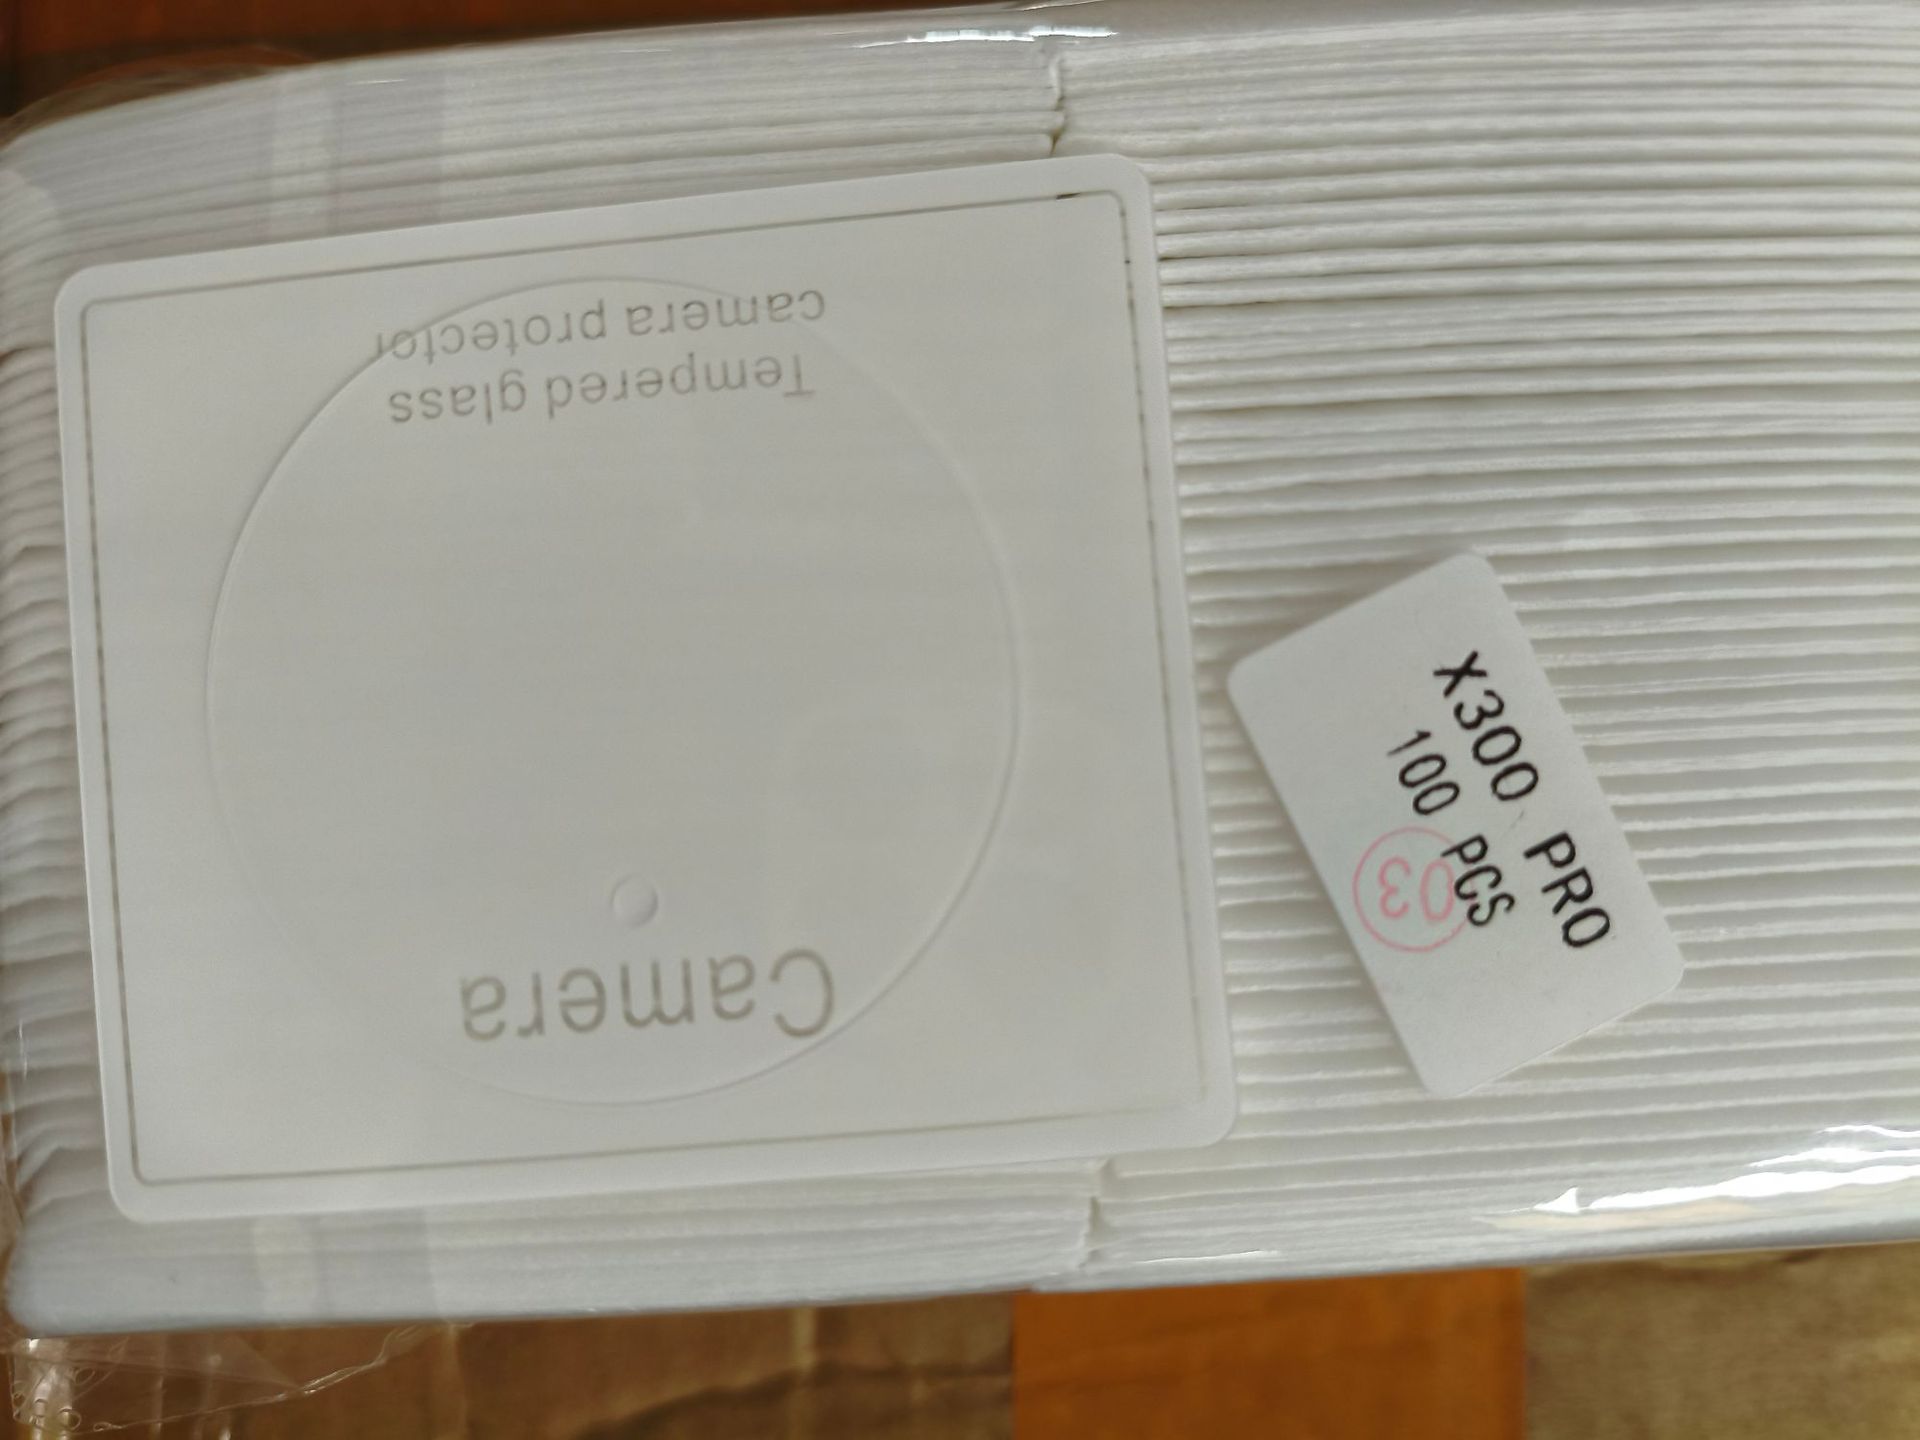 Camera
Tempered glass
camera protector
X300 PRO
100 PCS
03